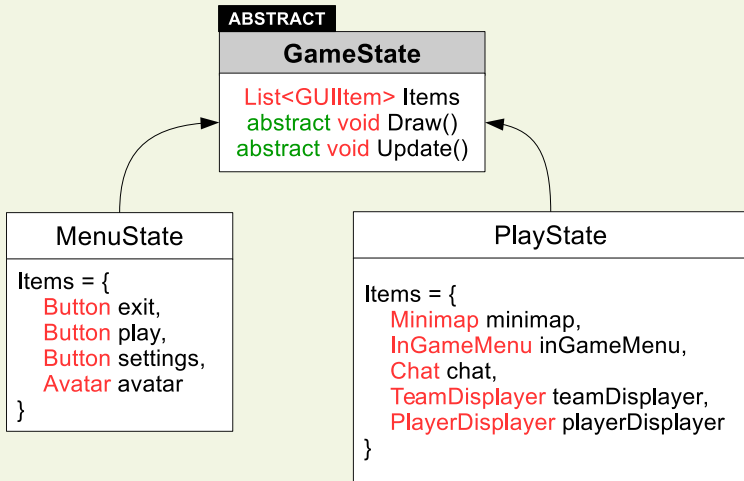 ABSTRACT
GameState
List<GUIItem> Items
abstract void Draw()
abstract void Update()
MenuState
Items = {
Button exit,
Button play,
Button settings,
Avatar avatar
}
PlayState
Items = {
Minimap minimap,
InGameMenu inGameMenu,
Chat chat,
TeamDisplayer teamDisplayer,
PlayerDisplayer playerDisplayer
}